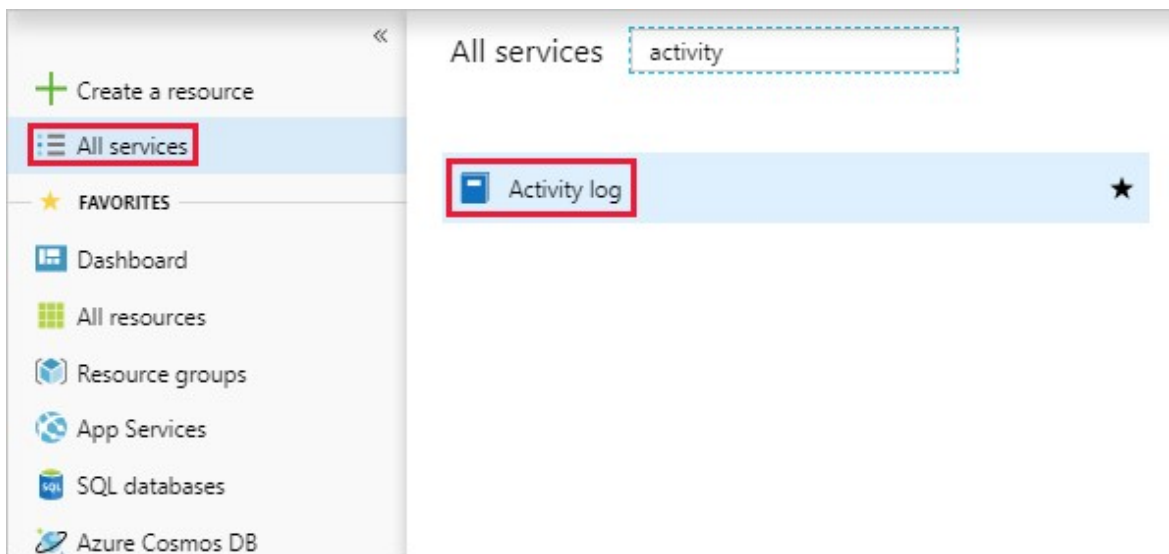 «
Create a resource
All services
FAVORITES
Dashboard
All resources
Resource groups
App Services
SQL
SQL databases
Azure Cosmos DB
All services
activity
Activity log